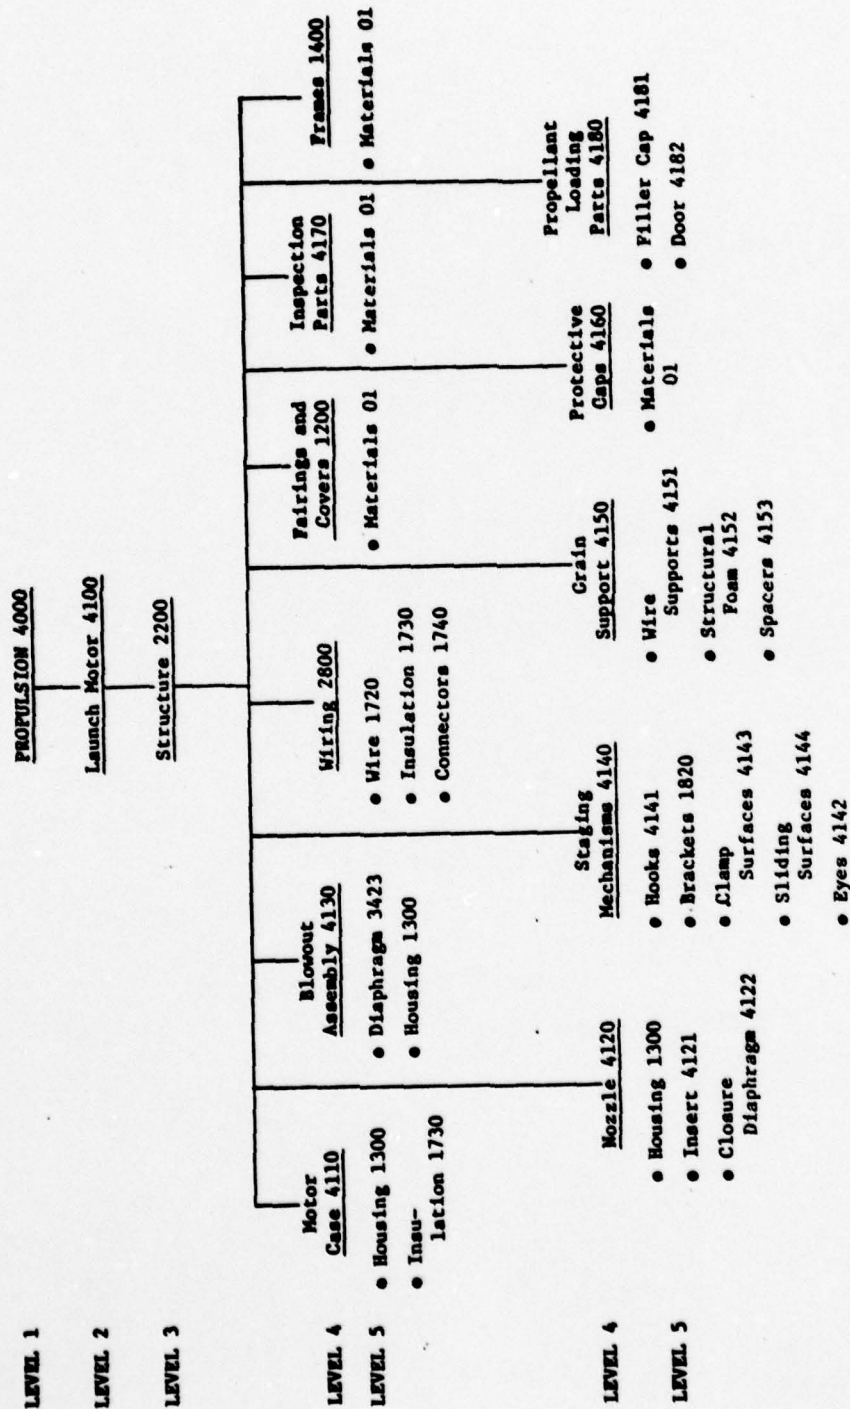 LEVEL 1
PROPULSION 4000
LEVEL 2
Launch Motor 4100
LEVEL 3
Structure 2200
LEVEL 4
Motor
Case 4110
Blowout
Assembly 4130
Wiring 2800
Fairings and
Covers 1200
Inspection
Parts 4170
Frames 1400
LEVEL 5
• Housing 1300
• Insu-
lation 1730
• Diaphragm 3423
• Housing 1300
• Wire 1720
• Insulation 1730
• Connectors 1740
• Materials 01
• Materials 01
• Materials 01
LEVEL 4
Nozzle 4120
Staging
Mechanisms 4140
Grain
Support 4150
Protective
Caps 4160
Propellant
Loading
Parts 4180
LEVEL 5
• Housing 1300
• Insert 4121
• Closure
Diaphragm 4122
• Hooks 4141
• Brackets 1820
• Clamp
Surfaces 4143
• Sliding
Surfaces 4144
• Eyes 4142
• Wire
Supports 4151
• Structural
Foam 4152
• Spacers 4153
• Materials
01
• Filler Cap 4181
• Door 4182